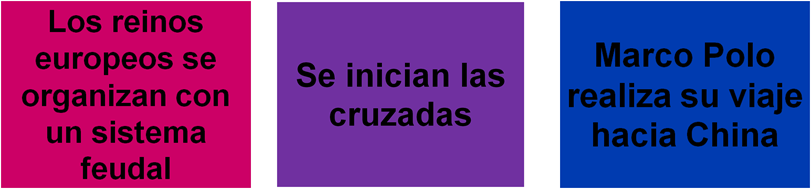 Los reinos
europeos se
organizan con
un sistema
feudal
Se inician las
cruzadas
Marco Polo
realiza su viaje
hacia China